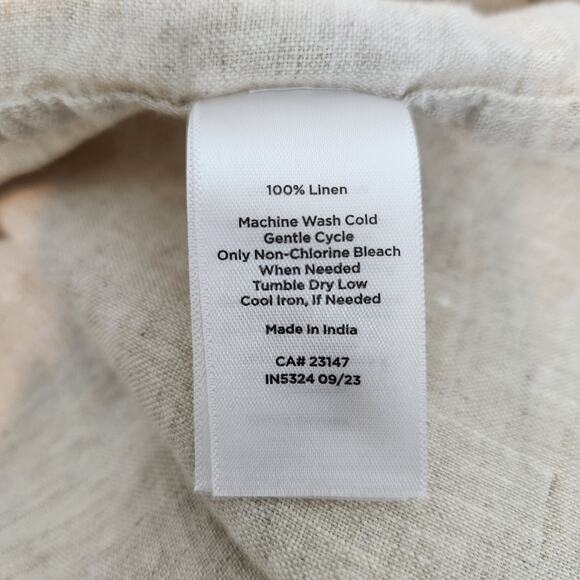 100% Linen
Machine Wash Cold
Gentle Cycle
Only Non-Chlorine Bleach
When Needed
Tumble Dry Low
Cool Iron, If Needed
Made In India
CA# 23147
IN5324 09/23